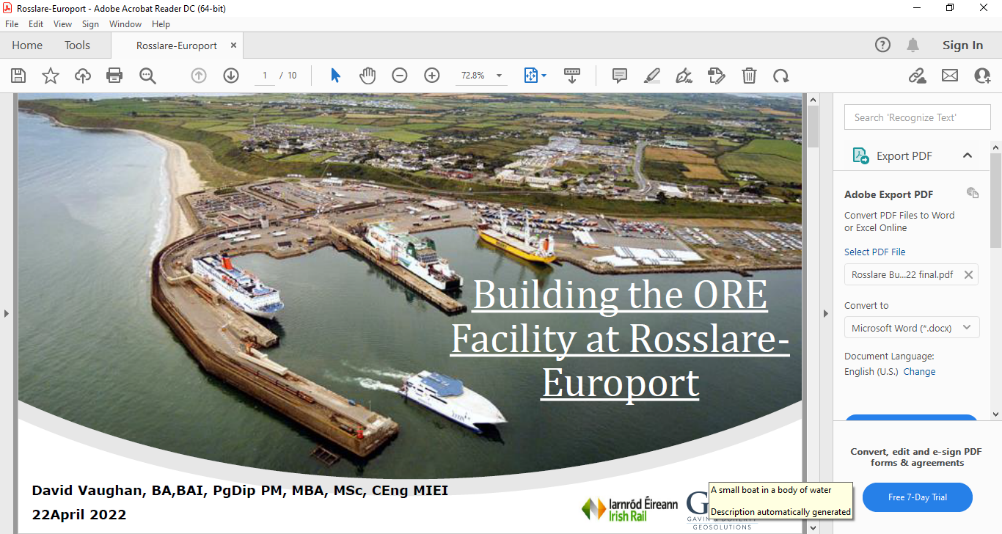 Rosslare-Europort - Adobe Acrobat Reader DC (64-bit)
File Edit View Sign Window Help
Home Tools Rosslare-Europort × Sign In
1 / 10 72.8%
Search 'Recognize Text'
Export PDF
Adobe Export PDF
Convert PDF Files to Word
or Excel Online
Select PDF File
Rosslare Bu...22 final.pdf
Convert to
Microsoft Word (*.docx)
Document Language:
English (U.S.) Change
Convert, edit and e-sign PDF
forms & agreements
Free 7-Day Trial
Building the ORE
Facility at Rosslare-
Europort
David Vaughan, BA,BAI, PgDip PM, MBA, MSc, CEng MIEI
22April 2022
Iarnród Éireann
Irish Rail
G
GEOSOLUTIONS
A small boat in a body of water
Description automatically generated